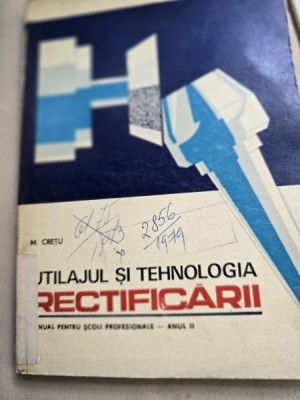 M. CREȚU
2856
1979
UTILAJUL ȘI TEHNOLOGIA
RECTIFICĂRII
MANUAL PENTRU ȘCOLI PROFESIONALE — ANUL II